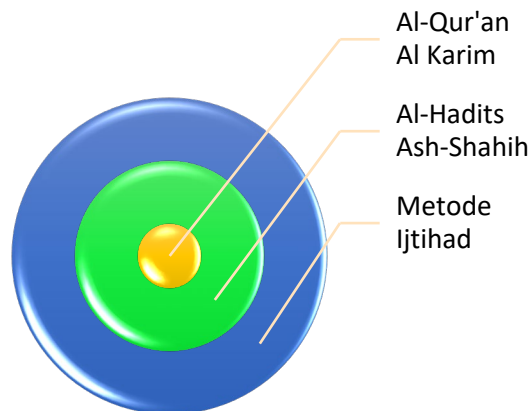 Al-Qur'an
Al Karim
Al-Hadits
Ash-Shahih
Metode
Ijtihad